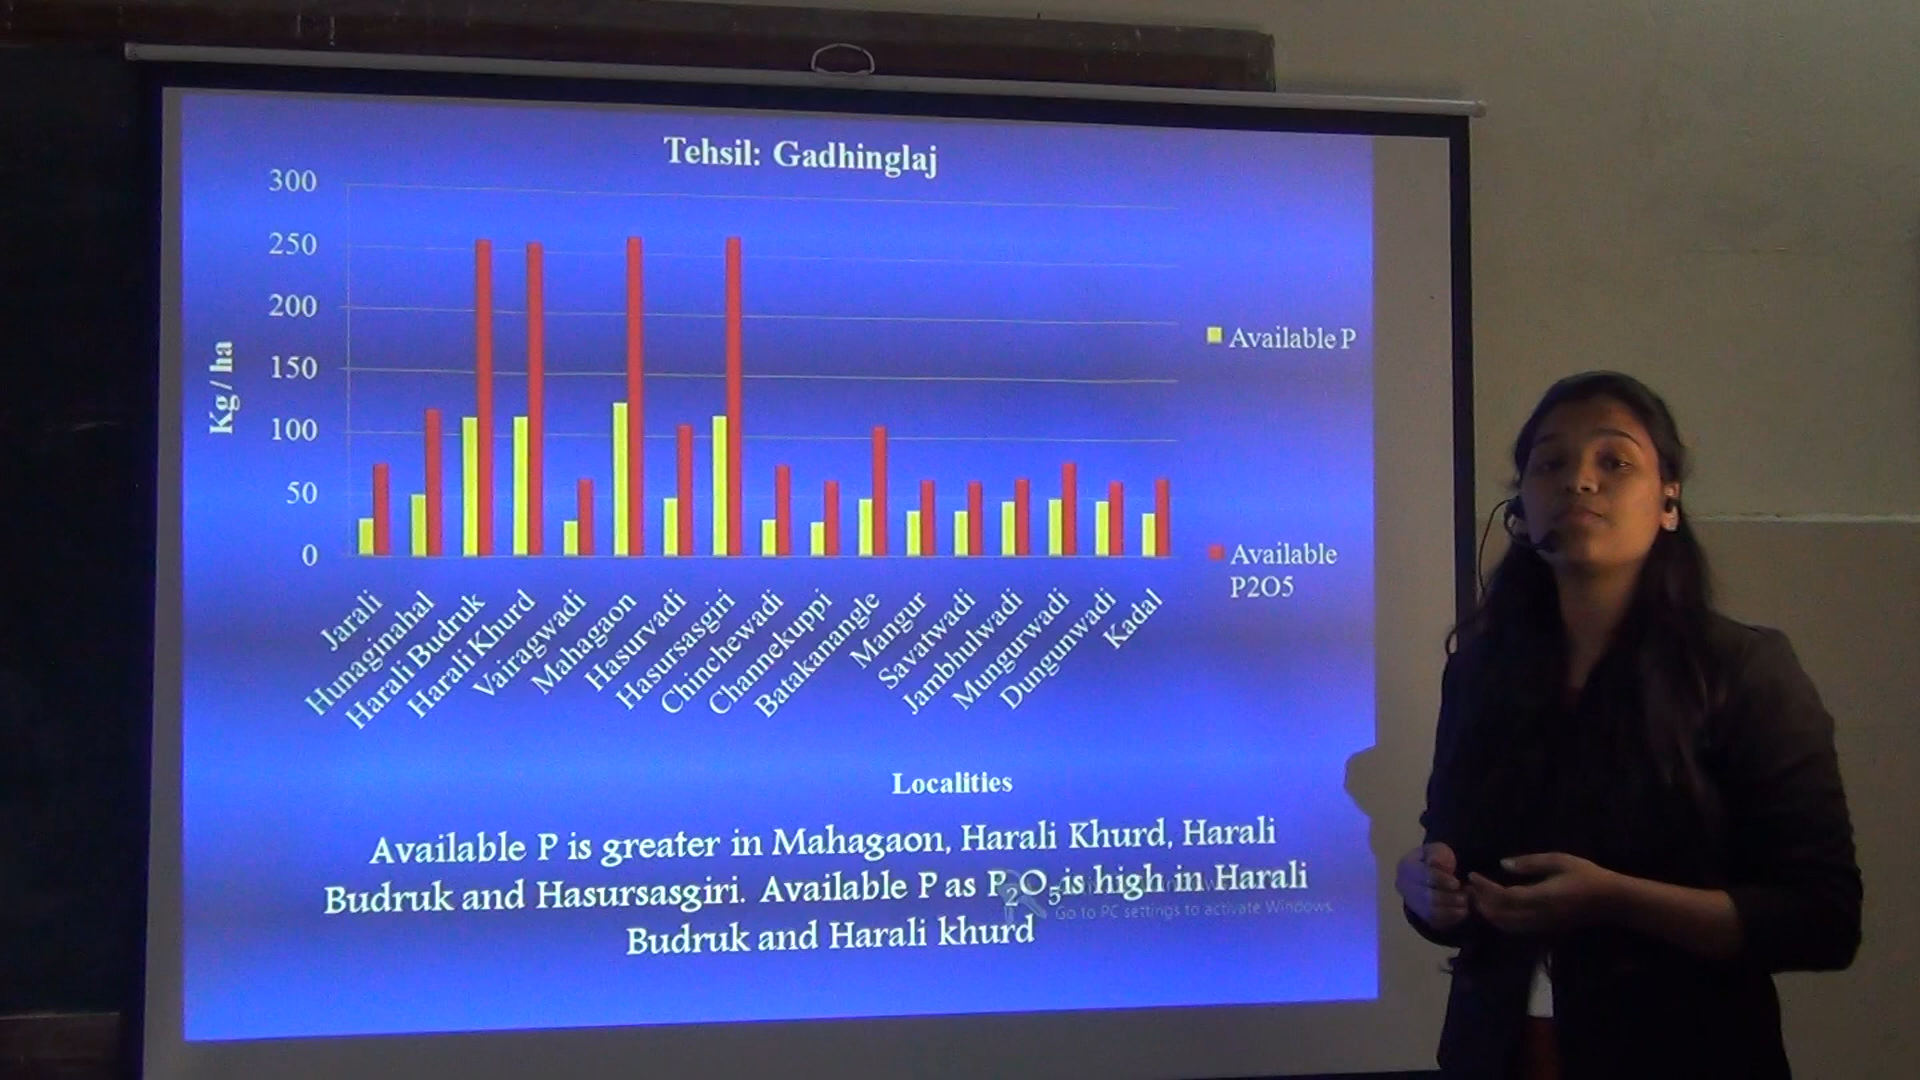 Tehsil: Gadhinglaj
300
250
200
150
100
50
0
Kg / ha
Available P
Available
P2O5
Jarali
Hunaginahal
Harali Budruk
Harali Khurd
Vairagwadi
Mahagaon
Hasurvadi
Hasursasgiri
Chinchewadi
Channekuppi
Batakanangle
Mangur
Savatwadi
Jambhulwadi
Mungurwadi
Dungunwadi
Kadal
Localities
Available P is greater in Mahagaon, Harali Khurd, Harali
Budruk and Hasursasgiri. Available P as P₂O₅is high in Harali
Go to PC settings to activate Windows.
Budruk and Harali khurd